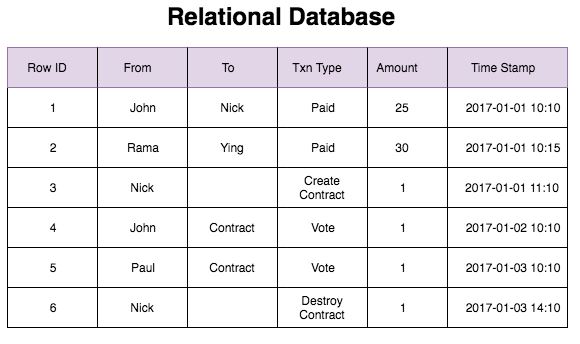 Relational Database
Row ID From To Txn Type Amount Time Stamp
1 John Nick Paid 25 2017-01-01 10:10
2 Rama Ying Paid 30 2017-01-01 10:15
3 Nick Create Contract 1 2017-01-01 11:10
4 John Contract Vote 1 2017-01-02 10:10
5 Paul Contract Vote 1 2017-01-03 10:10
6 Nick Destroy Contract 1 2017-01-03 14:10